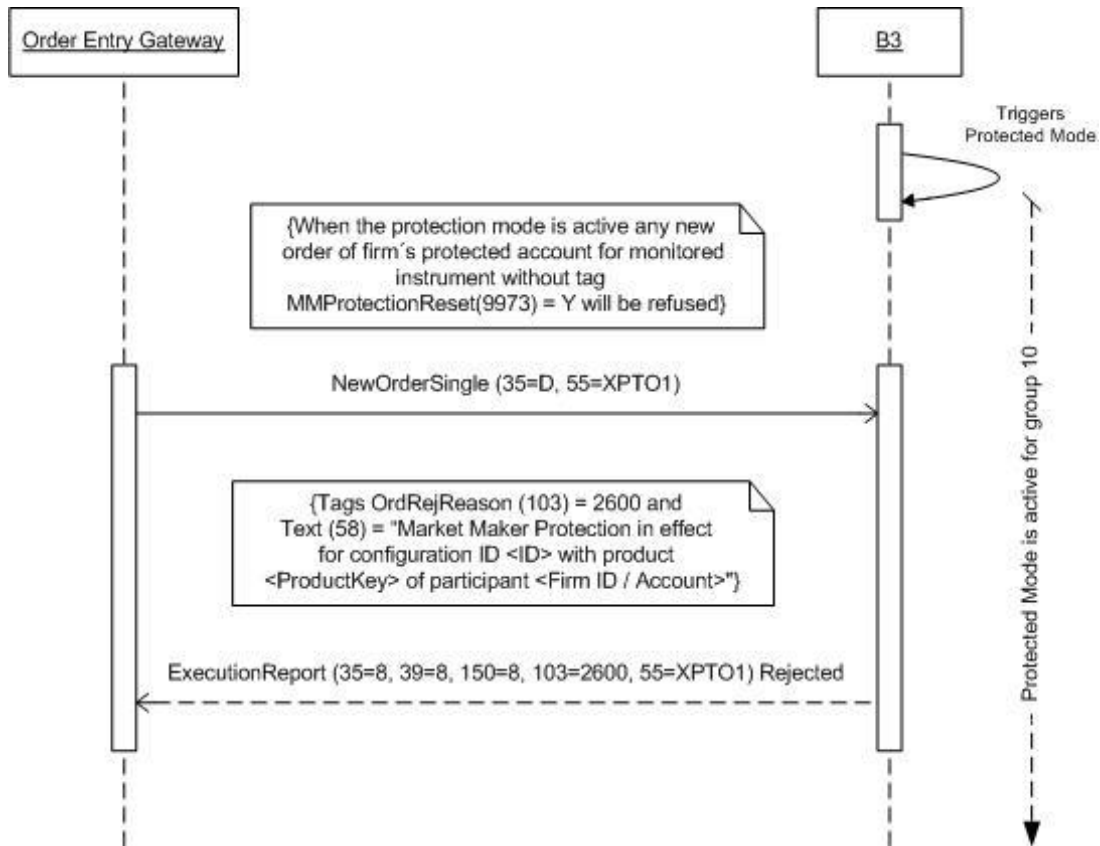 Order Entry Gateway
B3
Triggers
Protected Mode
{When the protection mode is active any new
order of firm´s protected account for monitored
instrument without tag
MMProtectionReset(9973) = Y will be refused}
NewOrderSingle (35=D, 55=XPTO1)
{Tags OrdRejReason (103) = 2600 and
Text (58) = "Market Maker Protection in effect
for configuration ID <ID> with product
<ProductKey> of participant <Firm ID / Account>"}
ExecutionReport (35=8, 39=8, 150=8, 103=2600, 55=XPTO1) Rejected
Protected Mode is active for group 10